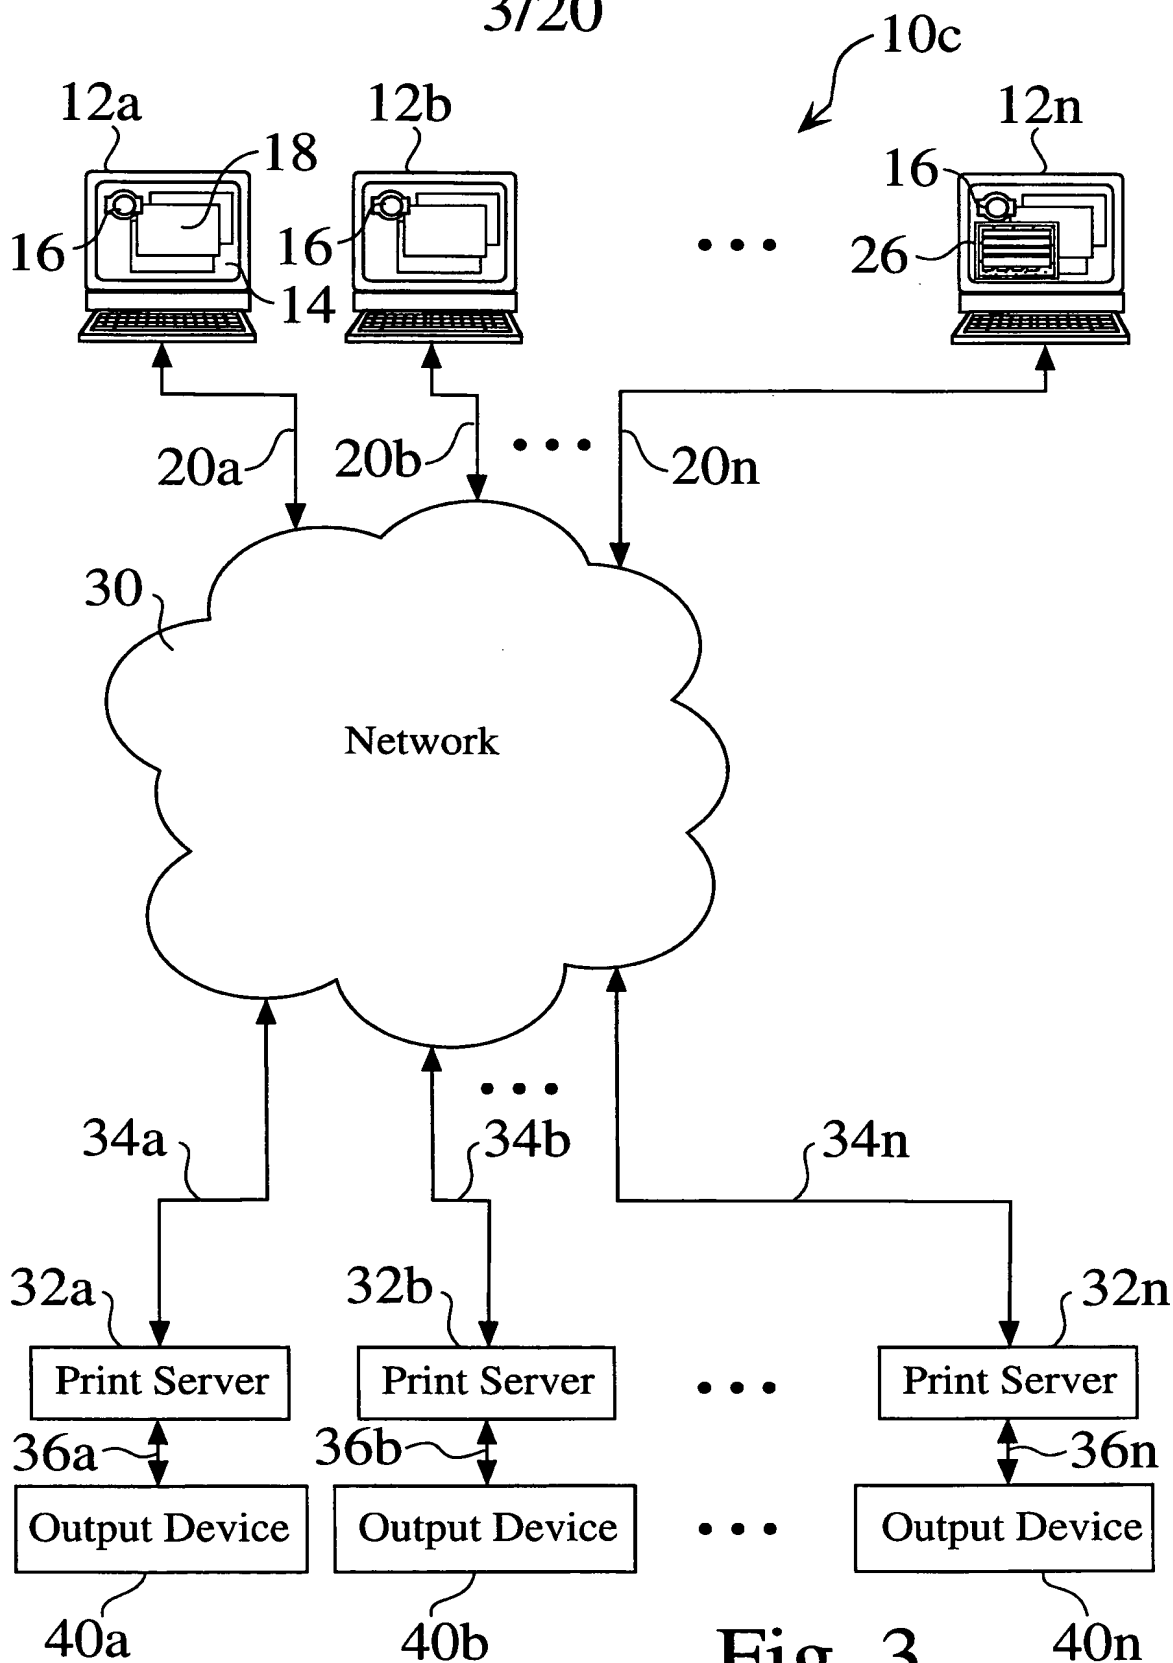 3/20
10c
12a
12b
12n
18
16
16
16
26
14
20a
20b
20n
30
Network
34a
34b
34n
32a
32b
32n
Print Server
Print Server
Print Server
36a
36b
36n
Output Device
Output Device
Output Device
40a
40b
40n
Fig. 3